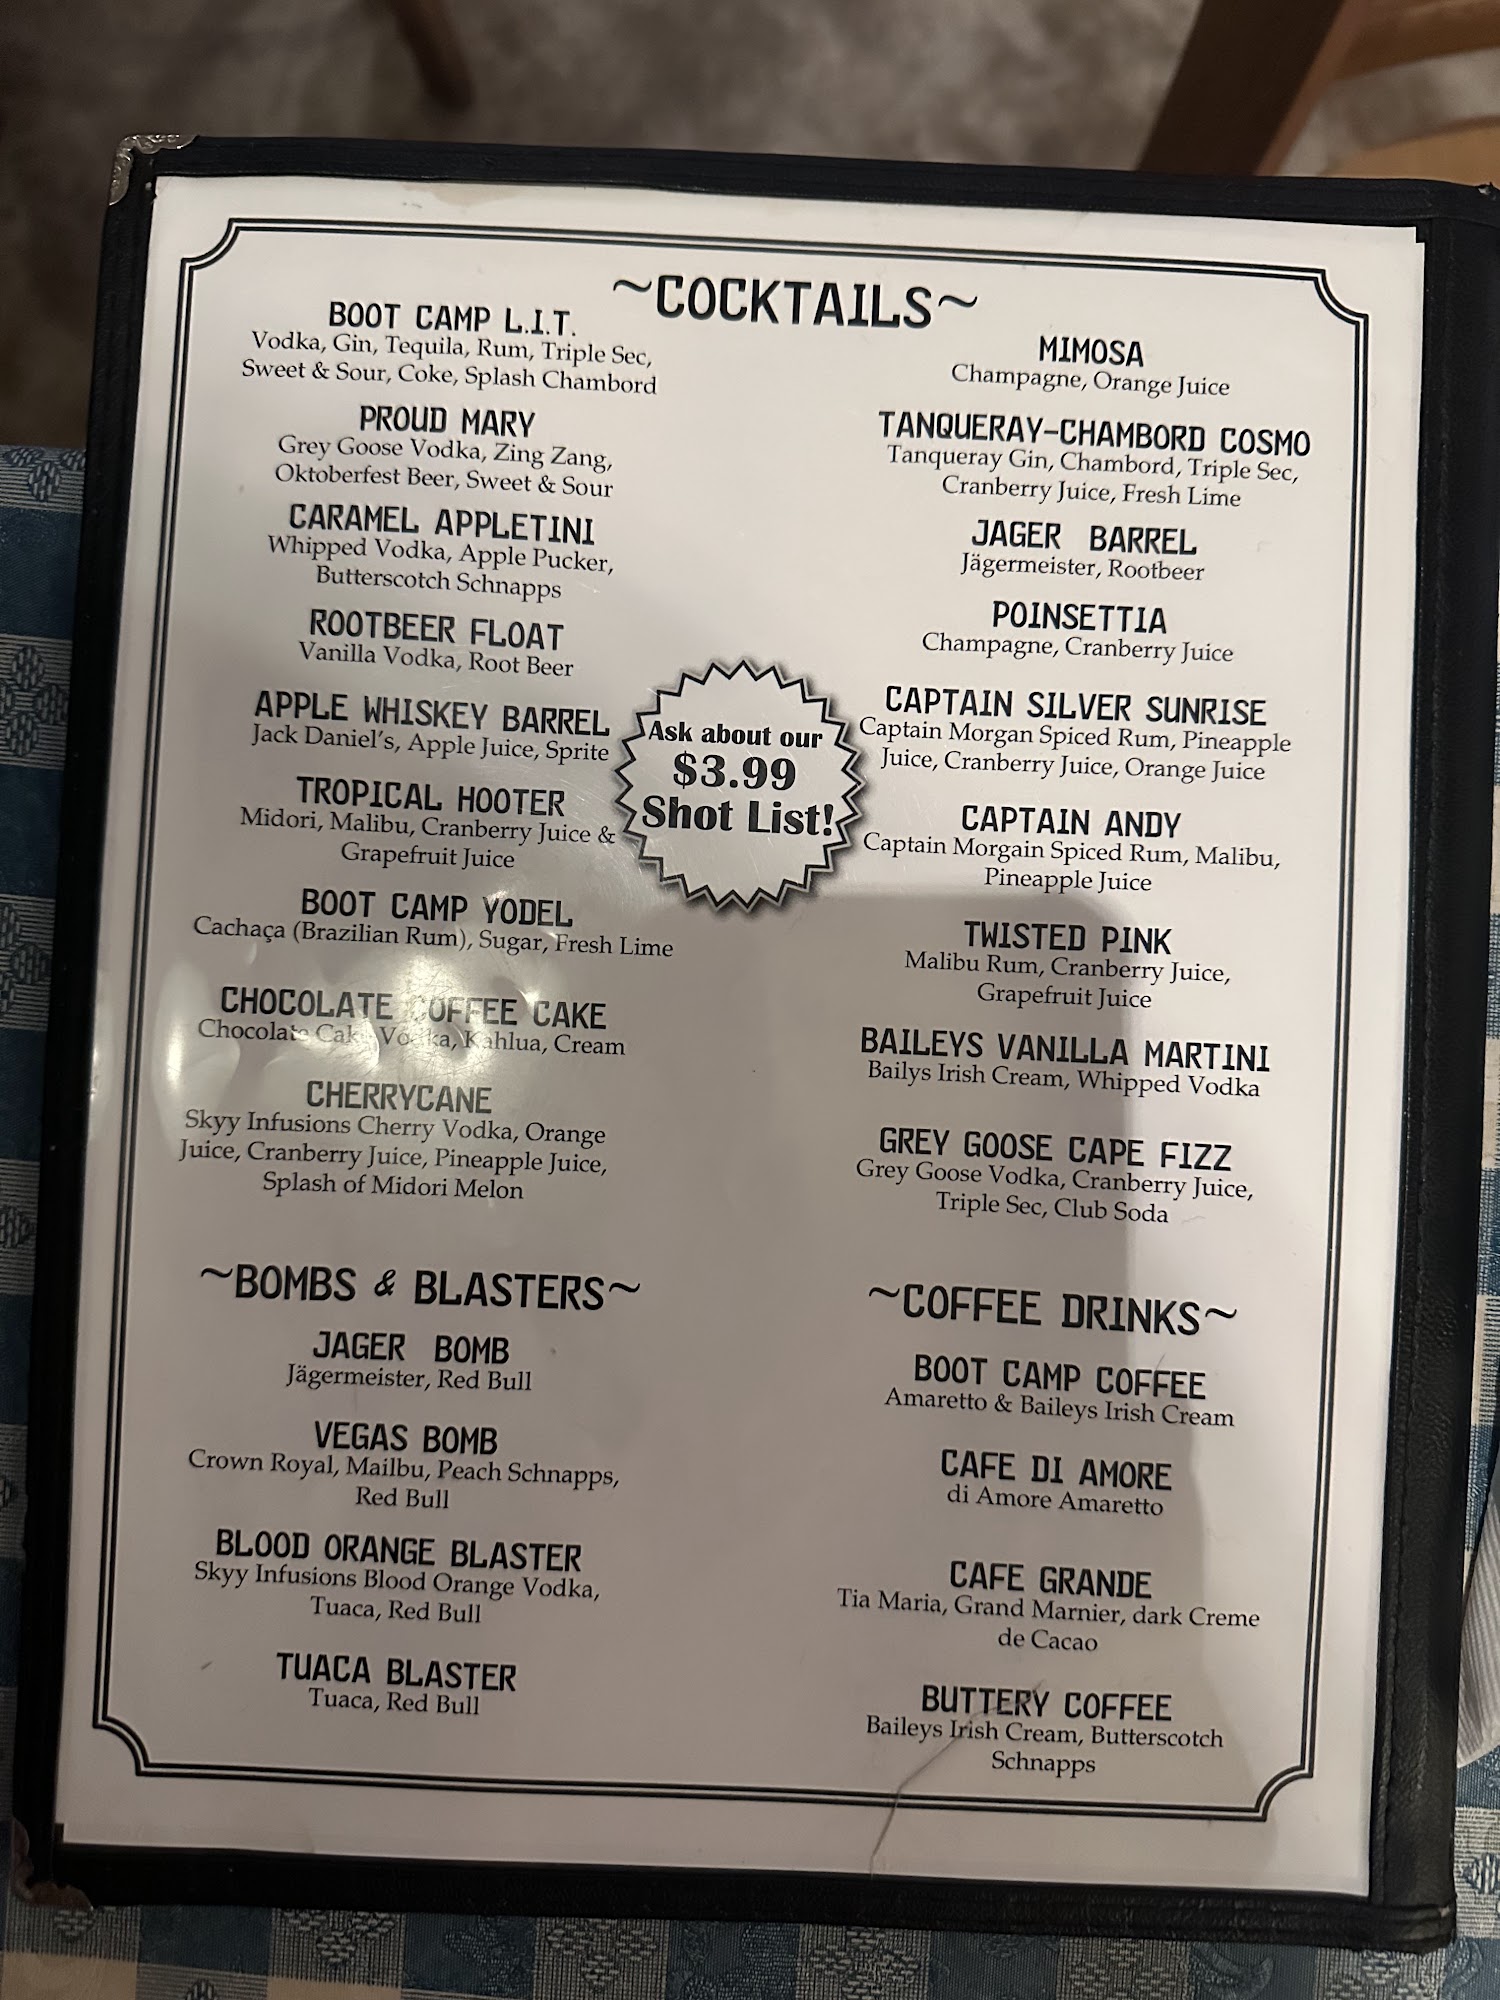 ~COCKTAILS~
BOOT CAMP L.I.T.
Vodka, Gin, Tequila, Rum, Triple Sec,
Sweet & Sour, Coke, Splash Chambord
PROUD MARY
Grey Goose Vodka, Zing Zang,
Oktoberfest Beer, Sweet & Sour
CARAMEL APPLETINI
Whipped Vodka, Apple Pucker,
Butterscotch Schnapps
ROOTBEER FLOAT
Vanilla Vodka, Root Beer
APPLE WHISKEY BARREL
Jack Daniel's, Apple Juice, Sprite
TROPICAL HOOTER
Midori, Malibu, Cranberry Juice &
Grapefruit Juice
BOOT CAMP YODEL
Cachaça (Brazilian Rum), Sugar, Fresh Lime
CHOCOLATE COFFEE CAKE
Chocolate Cake Vodka, Kahlua, Cream
CHERRYCANE
Skyy Infusions Cherry Vodka, Orange
Juice, Cranberry Juice, Pineapple Juice,
Splash of Midori Melon
Ask about our
$3.99
Shot List!
MIMOSA
Champagne, Orange Juice
TANQUERAY-CHAMBORD COSMO
Tanqueray Gin, Chambord, Triple Sec,
Cranberry Juice, Fresh Lime
JAGER BARREL
Jägermeister, Rootbeer
POINSETTIA
Champagne, Cranberry Juice
CAPTAIN SILVER SUNRISE
Captain Morgan Spiced Rum, Pineapple
Juice, Cranberry Juice, Orange Juice
CAPTAIN ANDY
Captain Morgain Spiced Rum, Malibu,
Pineapple Juice
TWISTED PINK
Malibu Rum, Cranberry Juice,
Grapefruit Juice
BAILEYS VANILLA MARTINI
Bailys Irish Cream, Whipped Vodka
GREY GOOSE CAPE FIZZ
Grey Goose Vodka, Cranberry Juice,
Triple Sec, Club Soda
~BOMBS & BLASTERS~
JAGER BOMB
Jägermeister, Red Bull
VEGAS BOMB
Crown Royal, Mailbu, Peach Schnapps,
Red Bull
BLOOD ORANGE BLASTER
Skyy Infusions Blood Orange Vodka,
Tuaca, Red Bull
TUACA BLASTER
Tuaca, Red Bull
~COFFEE DRINKS~
BOOT CAMP COFFEE
Amaretto & Baileys Irish Cream
CAFE DI AMORE
di Amore Amaretto
CAFE GRANDE
Tia Maria, Grand Marnier, dark Creme
de Cacao
BUTTERY COFFEE
Baileys Irish Cream, Butterscotch
Schnapps